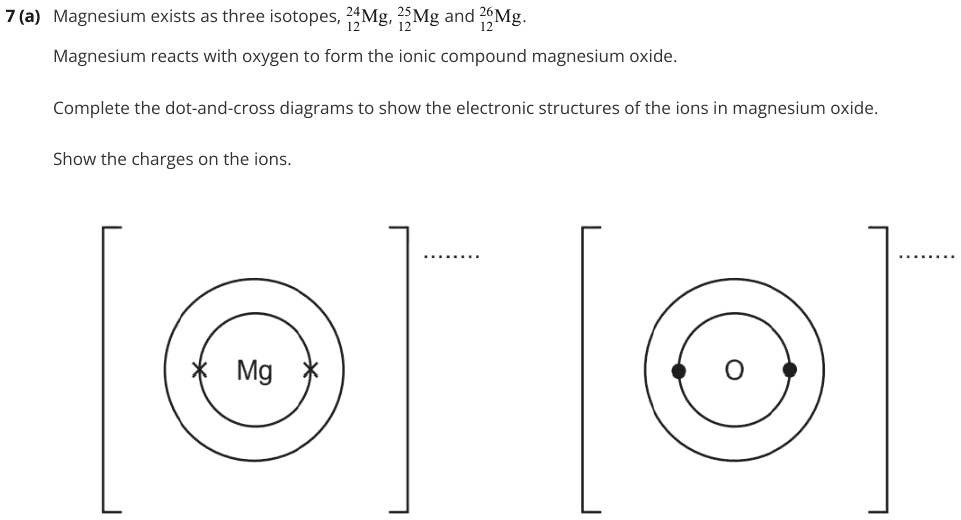 7 (a) Magnesium exists as three isotopes, ²⁴₁₂Mg, ²⁵₁₂Mg and ²⁶₁₂Mg.
Magnesium reacts with oxygen to form the ionic compound magnesium oxide.
Complete the dot-and-cross diagrams to show the electronic structures of the ions in magnesium oxide.
Show the charges on the ions.
........ ........
Mg O